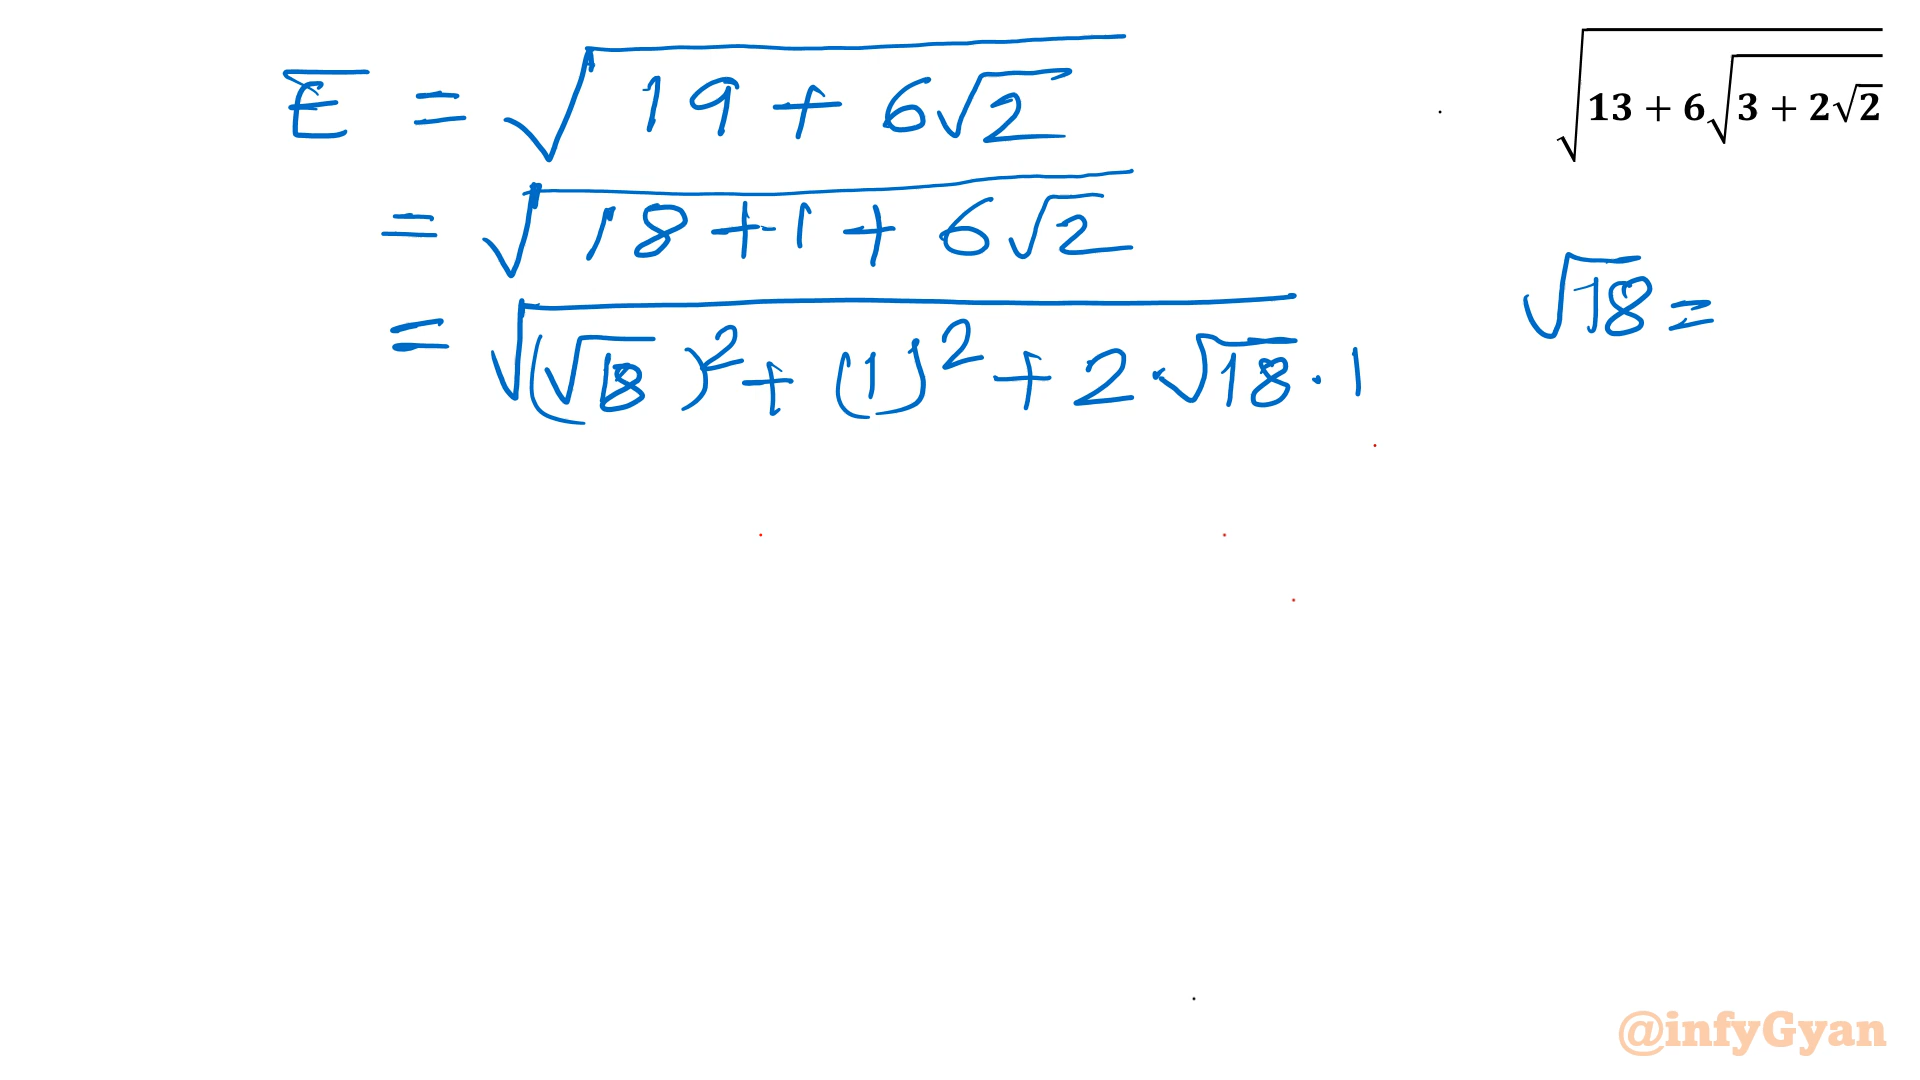 E = √(19 + 6√2)
√(13 + 6√(3 + 2√2))
= √(18 + 1 + 6√2)
= √((√18)² + (1)² + 2·√18·1)
√18 =
@infyGyan